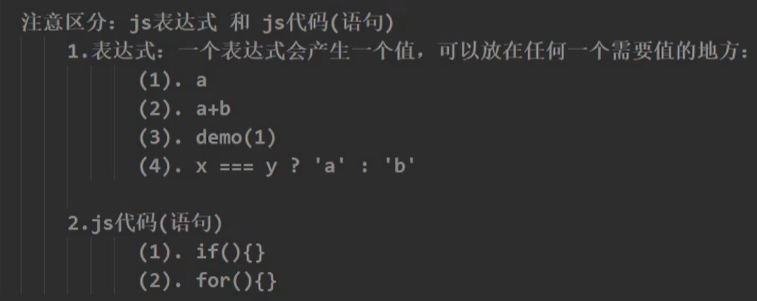 注意区分：js表达式 和 js代码(语句)
1.表达式：一个表达式会产生一个值，可以放在任何一个需要值的地方：
(1). a
(2). a+b
(3). demo(1)
(4). x === y ? 'a' : 'b'
2.js代码(语句)
(1). if(){}
(2). for(){}